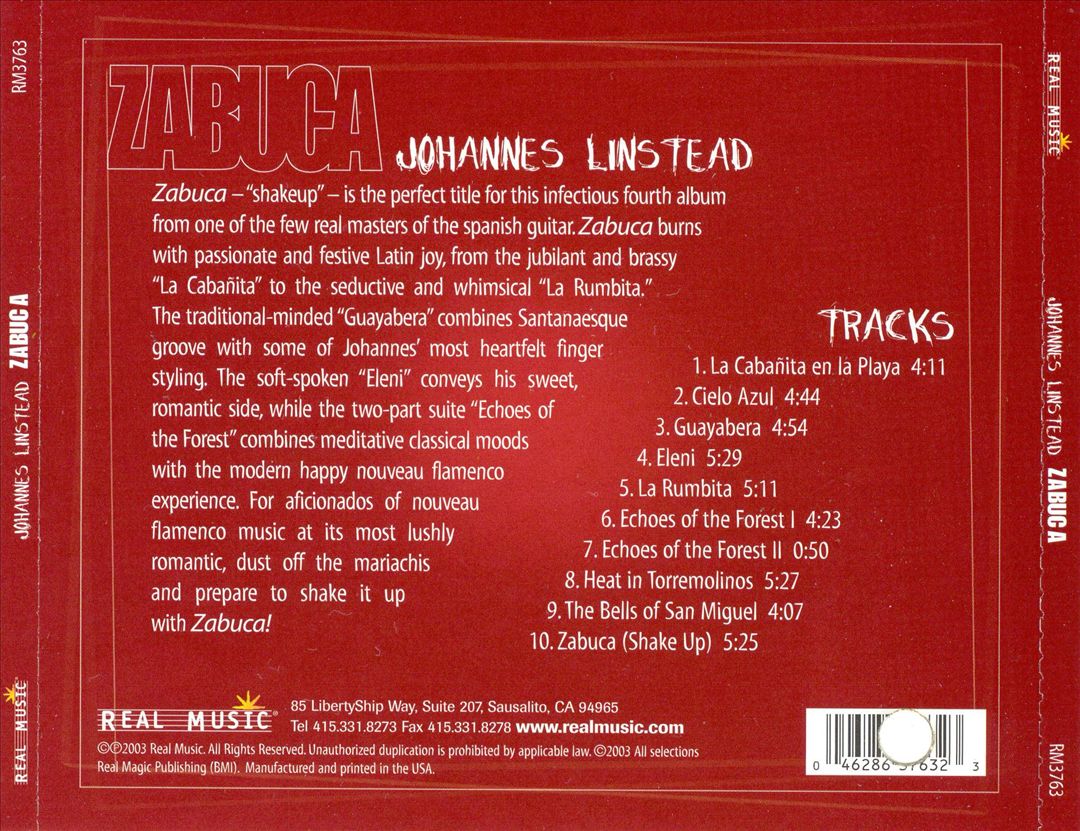 RM3763
JOHANNES LINSTEAD ZABUCA
REAL MUSIC
ZABUCA
JOHANNES LINSTEAD
Zabuca – “shakeup” – is the perfect title for this infectious fourth album
from one of the few real masters of the spanish guitar. Zabuca burns
with passionate and festive Latin joy, from the jubilant and brassy
“La Cabañita” to the seductive and whimsical “La Rumbita.”
The traditional-minded “Guayabera” combines Santanaesque
groove with some of Johannes’ most heartfelt finger
styling. The soft-spoken “Eleni” conveys his sweet,
romantic side, while the two-part suite “Echoes of
the Forest” combines meditative classical moods
with the modern happy nouveau flamenco
experience. For aficionados of nouveau
flamenco music at its most lushly
romantic, dust off the mariachis
and prepare to shake it up
with Zabuca!
TRACKS
1. La Cabañita en la Playa 4:11
2. Cielo Azul 4:44
3. Guayabera 4:54
4. Eleni 5:29
5. La Rumbita 5:11
6. Echoes of the Forest I 4:23
7. Echoes of the Forest II 0:50
8. Heat in Torremolinos 5:27
9. The Bells of San Miguel 4:07
10. Zabuca (Shake Up) 5:25
REAL MUSIC®
85 LibertyShip Way, Suite 207, Sausalito, CA 94965
Tel 415.331.8273 Fax 415.331.8278 www.realmusic.com
©℗2003 Real Music. All Rights Reserved. Unauthorized duplication is prohibited by applicable law. ©2003 All selections
Real Magic Publishing (BMI). Manufactured and printed in the USA.
0 46286 37632 3
REAL MUSIC
JOHANNES LINSTEAD ZABUCA
RM3763